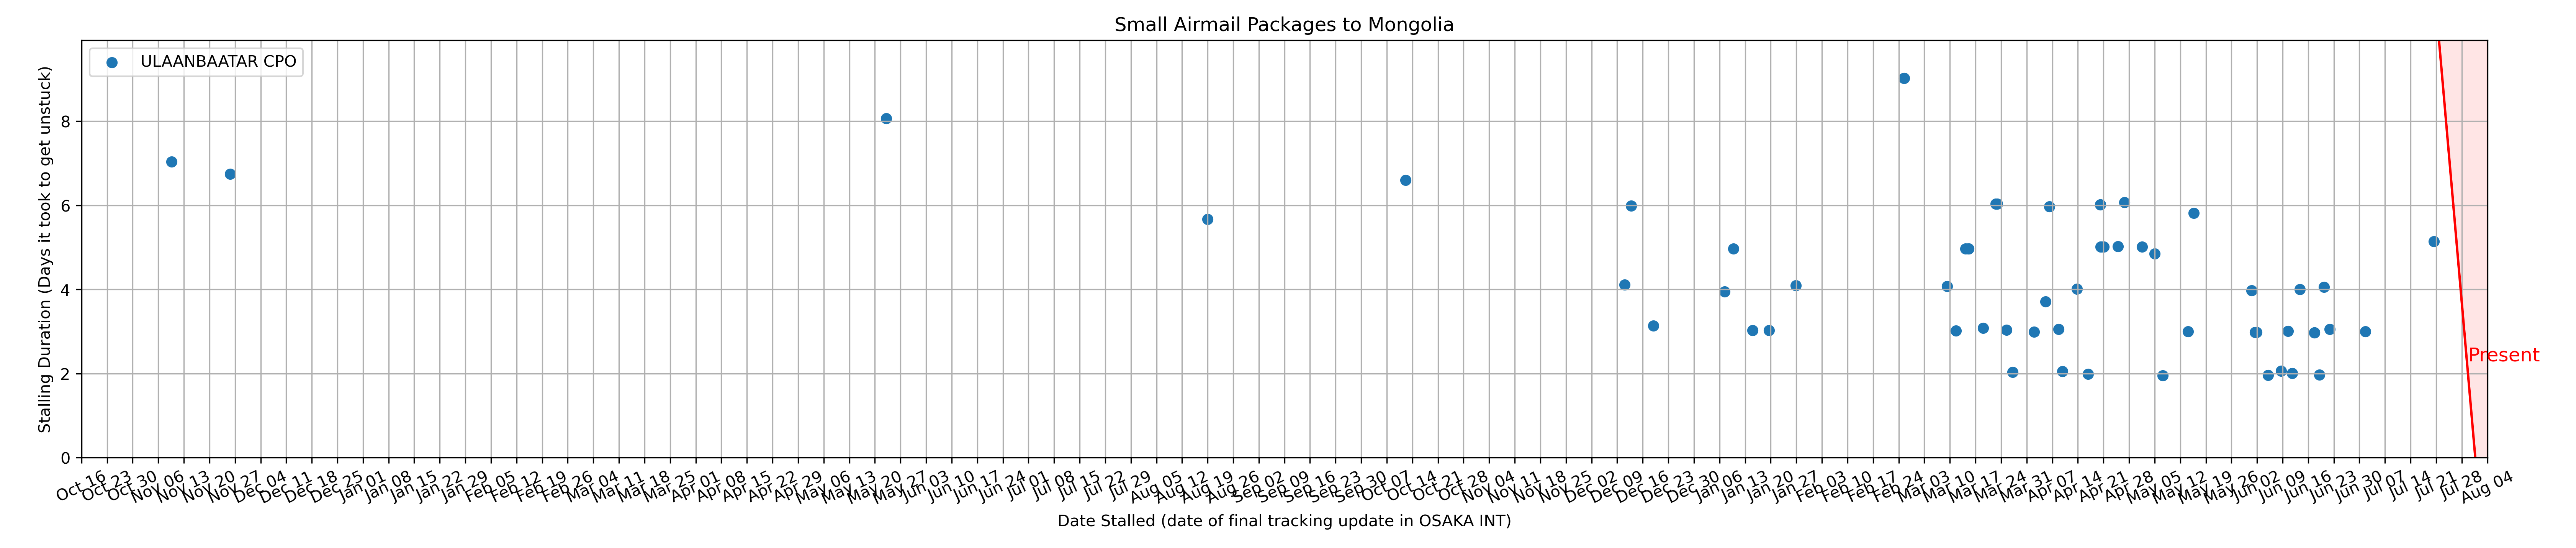 Small Airmail Packages to Mongolia
ULAANBAATAR CPO
Stalling Duration (Days it took to get unstuck)
8
6
4
2
0
Present
Oct 16
Oct 23
Oct 30
Nov 06
Nov 13
Nov 20
Nov 27
Dec 04
Dec 11
Dec 18
Dec 25
Jan 01
Jan 08
Jan 15
Jan 22
Jan 29
Feb 05
Feb 12
Feb 19
Feb 26
Mar 04
Mar 11
Mar 18
Mar 25
Apr 01
Apr 08
Apr 15
Apr 22
Apr 29
May 06
May 13
May 20
May 27
Jun 03
Jun 10
Jun 17
Jun 24
Jul 01
Jul 08
Jul 15
Jul 22
Jul 29
Aug 05
Aug 12
Aug 19
Aug 26
Sep 02
Sep 09
Sep 16
Sep 23
Sep 30
Oct 07
Oct 14
Oct 21
Oct 28
Nov 04
Nov 11
Nov 18
Nov 25
Dec 02
Dec 09
Dec 16
Dec 23
Dec 30
Jan 06
Jan 13
Jan 20
Jan 27
Feb 03
Feb 10
Feb 17
Feb 24
Mar 03
Mar 10
Mar 17
Mar 24
Mar 31
Apr 07
Apr 14
Apr 21
Apr 28
May 05
May 12
May 19
May 26
Jun 02
Jun 09
Jun 16
Jun 23
Jun 30
Jul 07
Jul 14
Jul 21
Jul 28
Aug 04
Date Stalled (date of final tracking update in OSAKA INT)